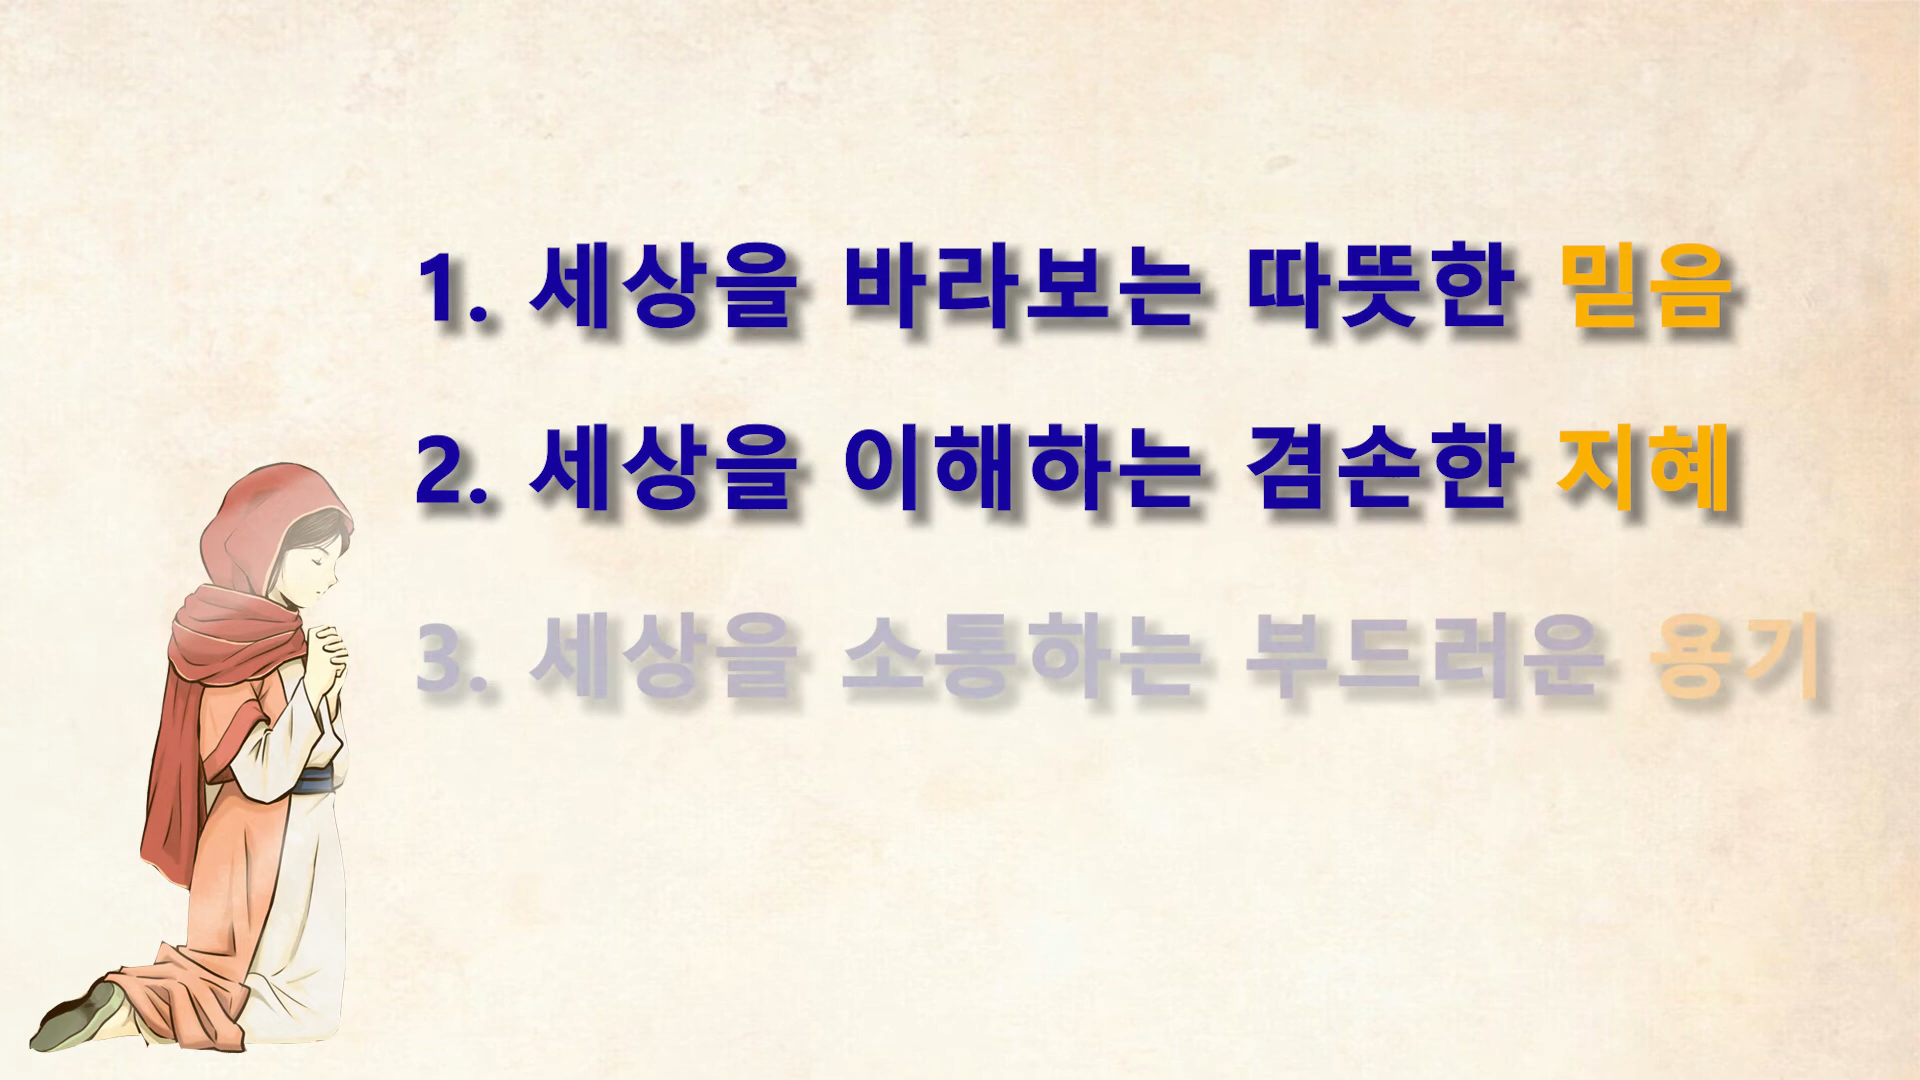 1. 세상을 바라보는 따뜻한 믿음
2. 세상을 이해하는 겸손한 지혜
3. 세상을 소통하는 부드러운 용기